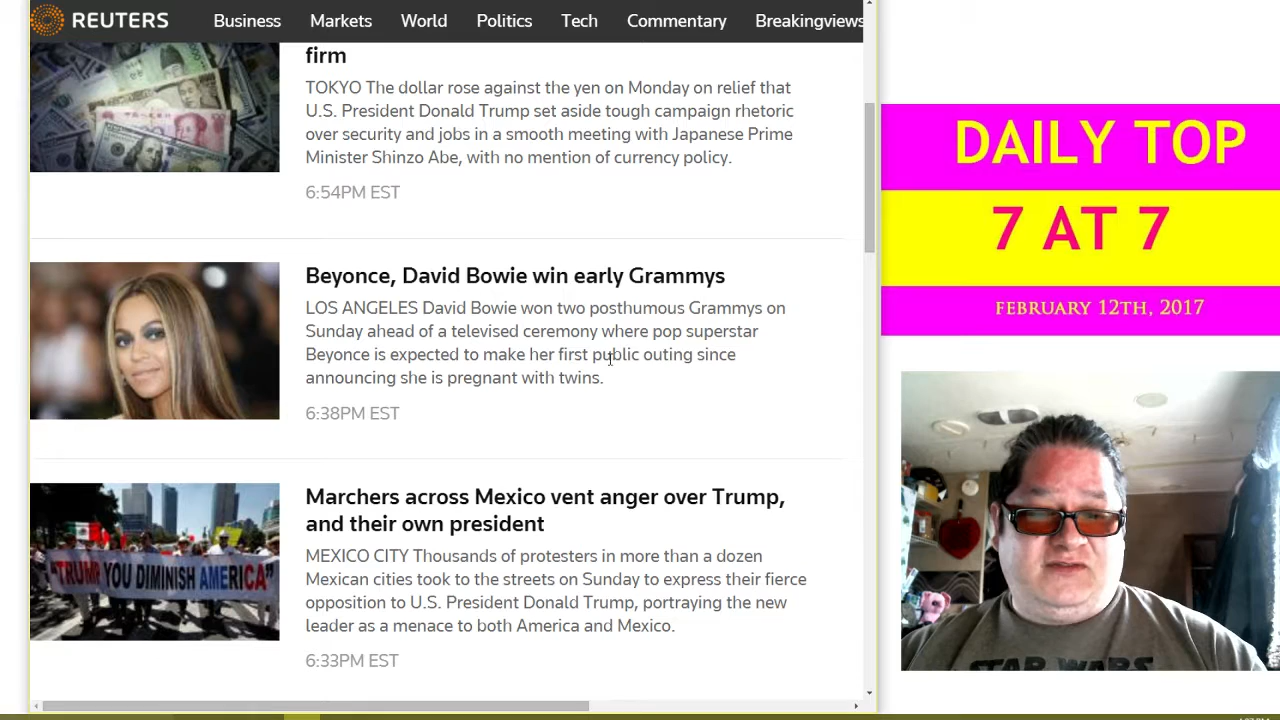 REUTERS
Business Markets World Politics Tech Commentary Breakingviews
firm
TOKYO The dollar rose against the yen on Monday on relief that
U.S. President Donald Trump set aside tough campaign rhetoric
over security and jobs in a smooth meeting with Japanese Prime
Minister Shinzo Abe, with no mention of currency policy.
6:54PM EST
Beyonce, David Bowie win early Grammys
LOS ANGELES David Bowie won two posthumous Grammys on
Sunday ahead of a televised ceremony where pop superstar
Beyonce is expected to make her first public outing since
announcing she is pregnant with twins.
6:38PM EST
"TRUMP YOU DIMINISH AMERICA"
Marchers across Mexico vent anger over Trump,
and their own president
MEXICO CITY Thousands of protesters in more than a dozen
Mexican cities took to the streets on Sunday to express their fierce
opposition to U.S. President Donald Trump, portraying the new
leader as a menace to both America and Mexico.
6:33PM EST
DAILY TOP
7 AT 7
FEBRUARY 12TH, 2017
STAR WARS